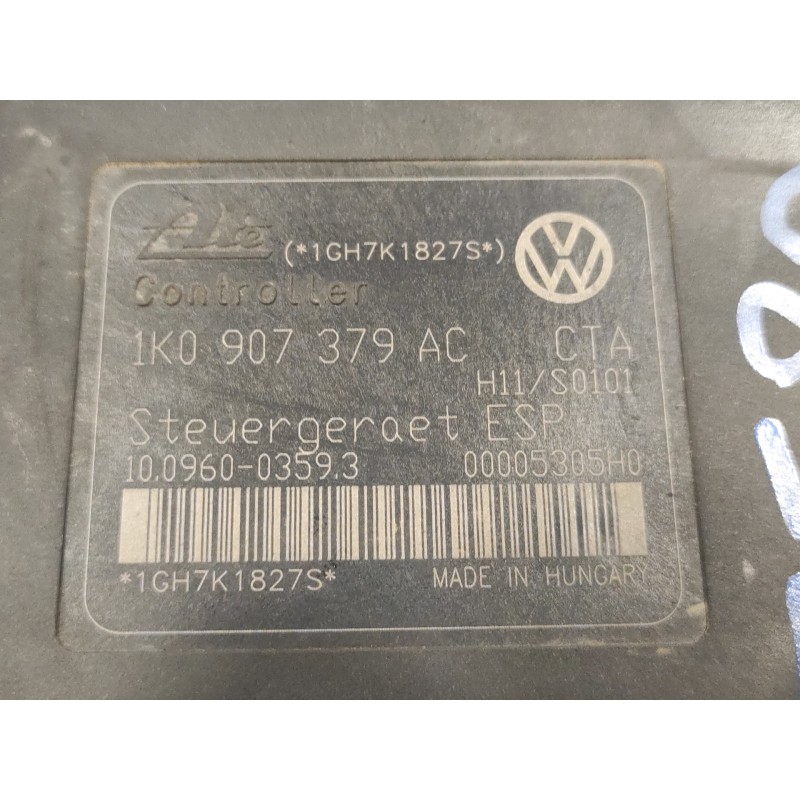 Ate (*1GH7K1827S*)
Controller
1K0 907 379 AC CTA
H11/S0101
Steuergeraet ESP
10.0960-0359.3 00005305H0
*1GH7K1827S* MADE IN HUNGARY